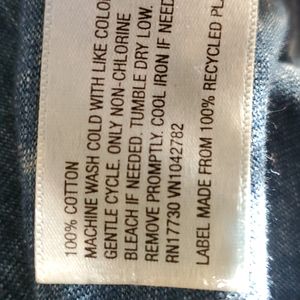 100% COTTON
MACHINE WASH COLD WITH LIKE COLO
GENTLE CYCLE. ONLY NON-CHLORINE
BLEACH IF NEEDED. TUMBLE DRY LOW.
REMOVE PROMPTLY. COOL IRON IF NEED
RN17730 VN1042782
LABEL MADE FROM 100% RECYCLED PL